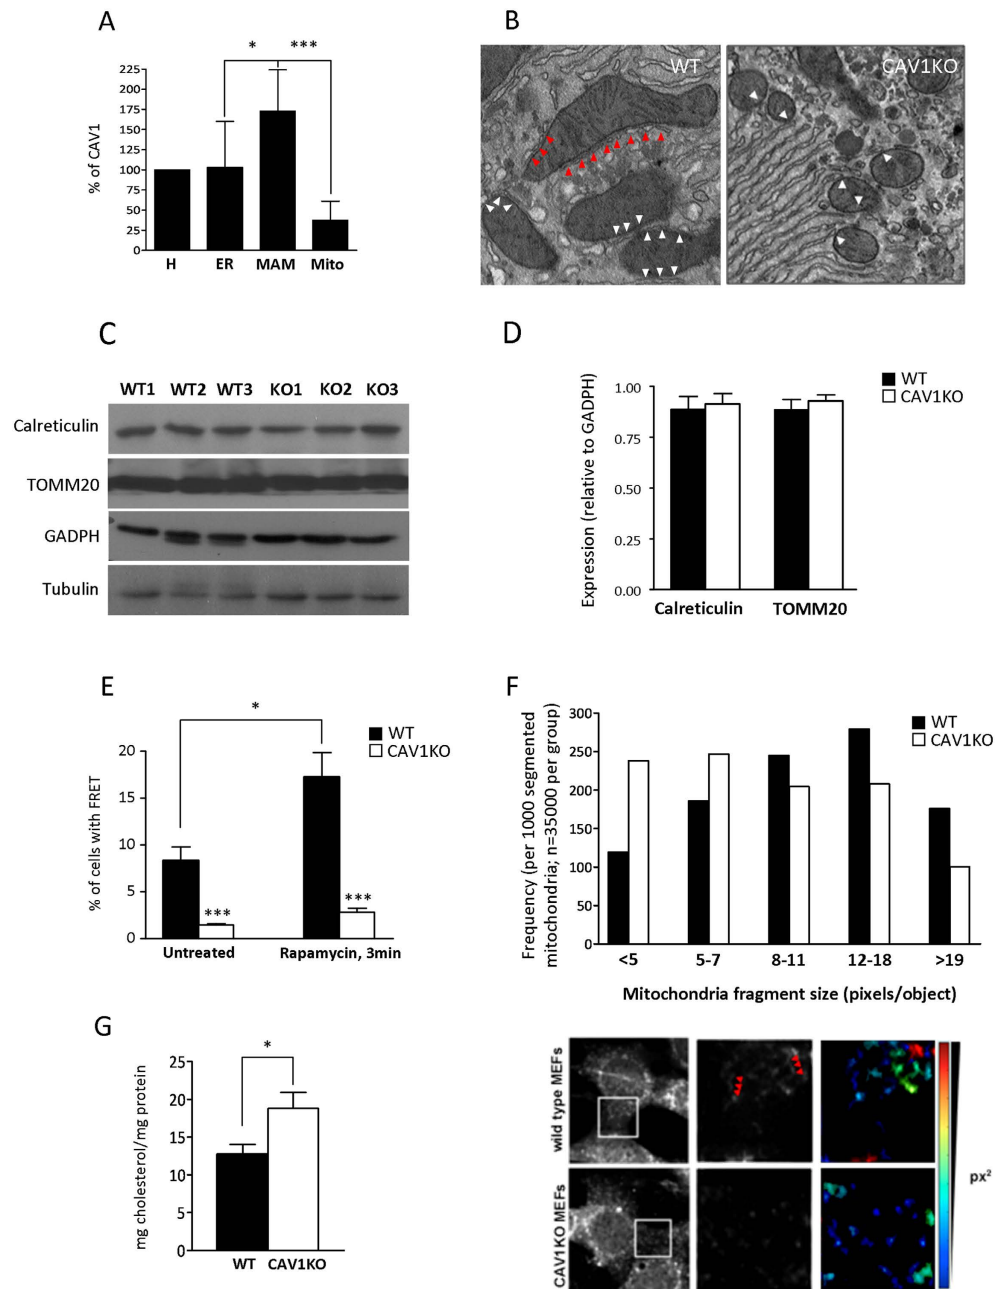 A
* ***
% of CAV1
225
200
175
150
125
100
75
50
25
0
H ER MAM Mito
B
WT
CAV1KO
C
WT1 WT2 WT3 KO1 KO2 KO3
Calreticulin
TOMM20
GADPH
Tubulin
D
Expression (relative to GADPH)
1.00
0.75
0.50
0.25
0.00
Calreticulin TOMM20
WT
CAV1KO
E
*
WT
CAV1KO
% of cells with FRET
20
15
10
5
0
***
***
Untreated Rapamycin, 3min
F
Frequency (per 1000 segmented
mitochondria; n=35000 per group)
300
250
200
150
100
50
0
WT
CAV1KO
<5 5-7 8-11 12-18 >19
Mitochondria fragment size (pixels/object)
wild type MEFs
CAV1KO MEFs
px²
G
*
mg cholesterol/mg protein
25
20
15
10
5
0
WT CAV1KO